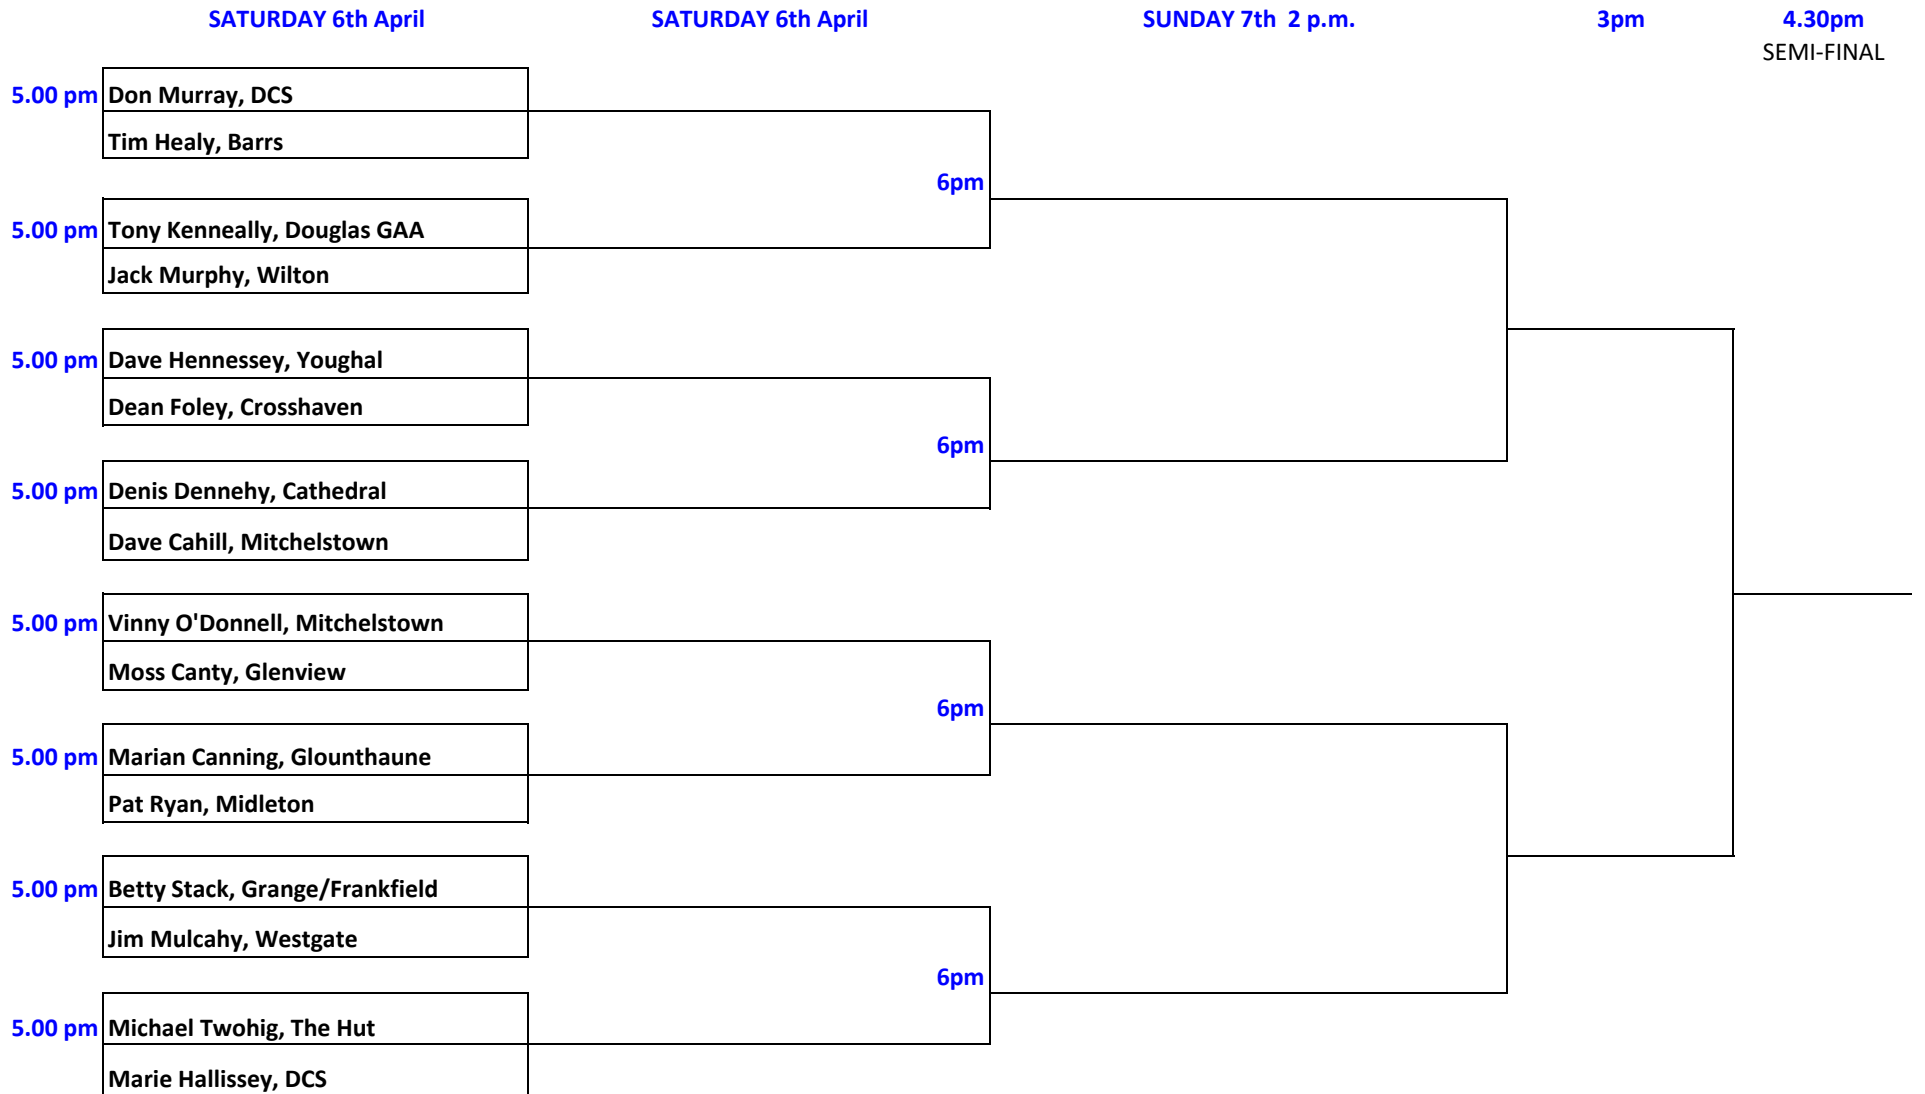 SATURDAY 6th April SATURDAY 6th April SUNDAY 7th 2 p.m. 3pm 4.30pm
SEMI-FINAL
5.00 pm Don Murray, DCS
Tim Healy, Barrs
6pm
5.00 pm Tony Kenneally, Douglas GAA
Jack Murphy, Wilton
5.00 pm Dave Hennessey, Youghal
Dean Foley, Crosshaven
6pm
5.00 pm Denis Dennehy, Cathedral
Dave Cahill, Mitchelstown
5.00 pm Vinny O'Donnell, Mitchelstown
Moss Canty, Glenview
6pm
5.00 pm Marian Canning, Glounthaune
Pat Ryan, Midleton
5.00 pm Betty Stack, Grange/Frankfield
Jim Mulcahy, Westgate
6pm
5.00 pm Michael Twohig, The Hut
Marie Hallissey, DCS